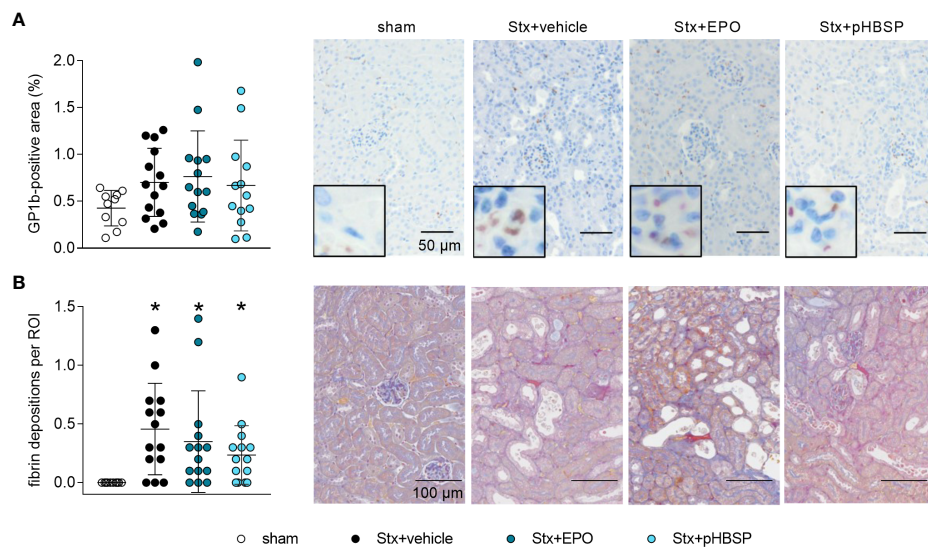 A
sham
Stx+vehicle
Stx+EPO
Stx+pHBSP
GP1b-positive area (%)
2.0
1.5
1.0
0.5
0.0
50 µm
B
fibrin depositions per ROI
1.5
1.0
0.5
0.0
* * *
100 µm
sham Stx+vehicle Stx+EPO Stx+pHBSP